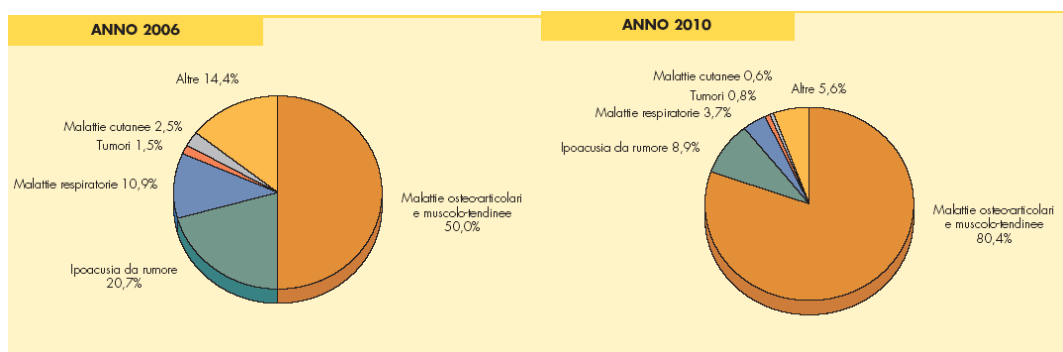 ANNO 2006
Altre 14,4%
Malattie cutanee 2,5%
Tumori 1,5%
Malattie respiratorie 10,9%
Malattie osteo-articolari
e muscolo-tendinee
50,0%
Ipoacusia da rumore
20,7%
ANNO 2010
Malattie cutanee 0,6%
Tumori 0,8%
Altre 5,6%
Malattie respiratorie 3,7%
Ipoacusia da rumore 8,9%
Malattie osteo-articolari
e muscolo-tendinee
80,4%